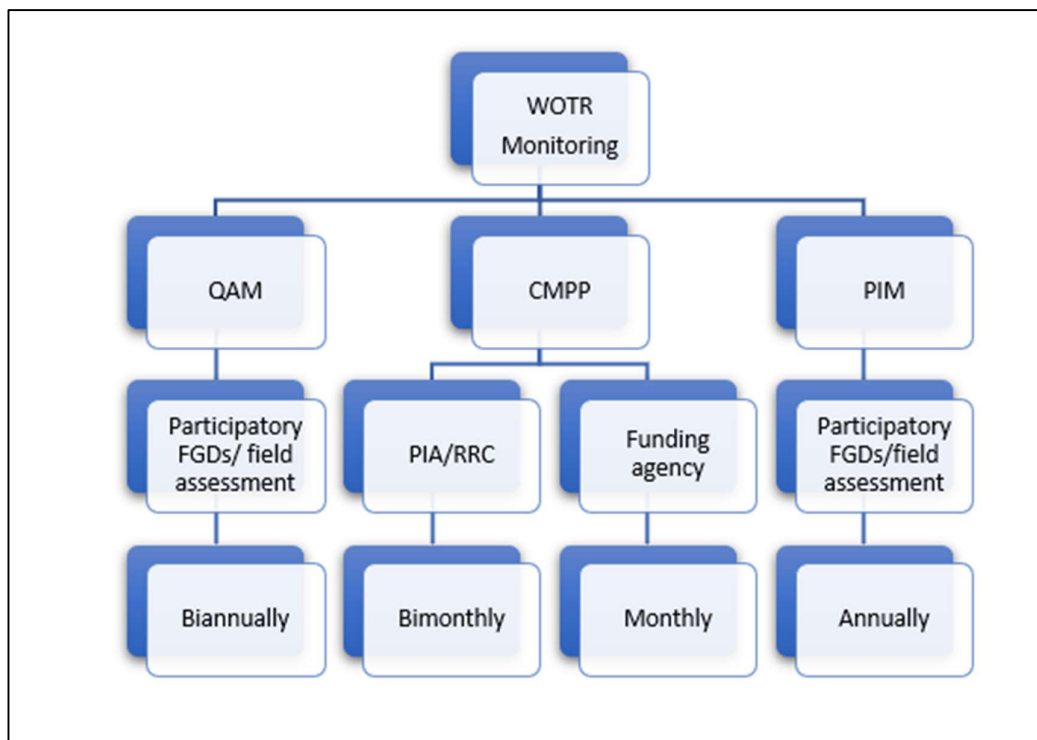 WOTR
Monitoring
QAM
CMPP
PIM
Participatory
FGDs/ field
assessment
PIA/RRC
Funding
agency
Participatory
FGDs/field
assessment
Biannually
Bimonthly
Monthly
Annually